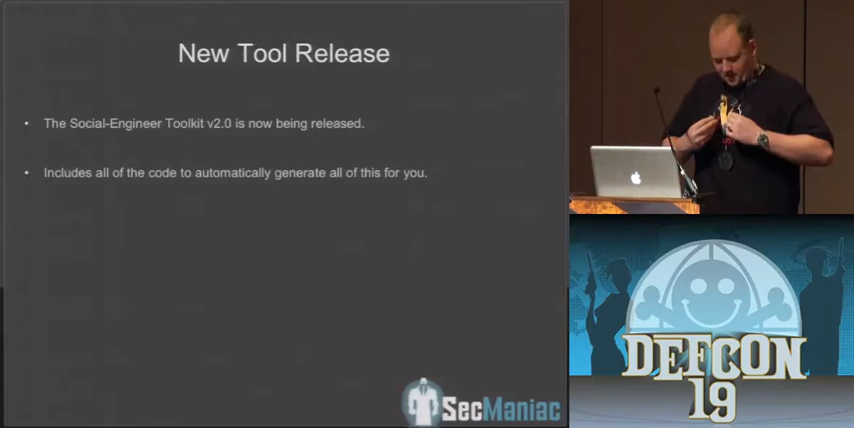 New Tool Release
• The Social-Engineer Toolkit v2.0 is now being released.
• Includes all of the code to automatically generate all of this for you.
SecManiac
DEFCON
19